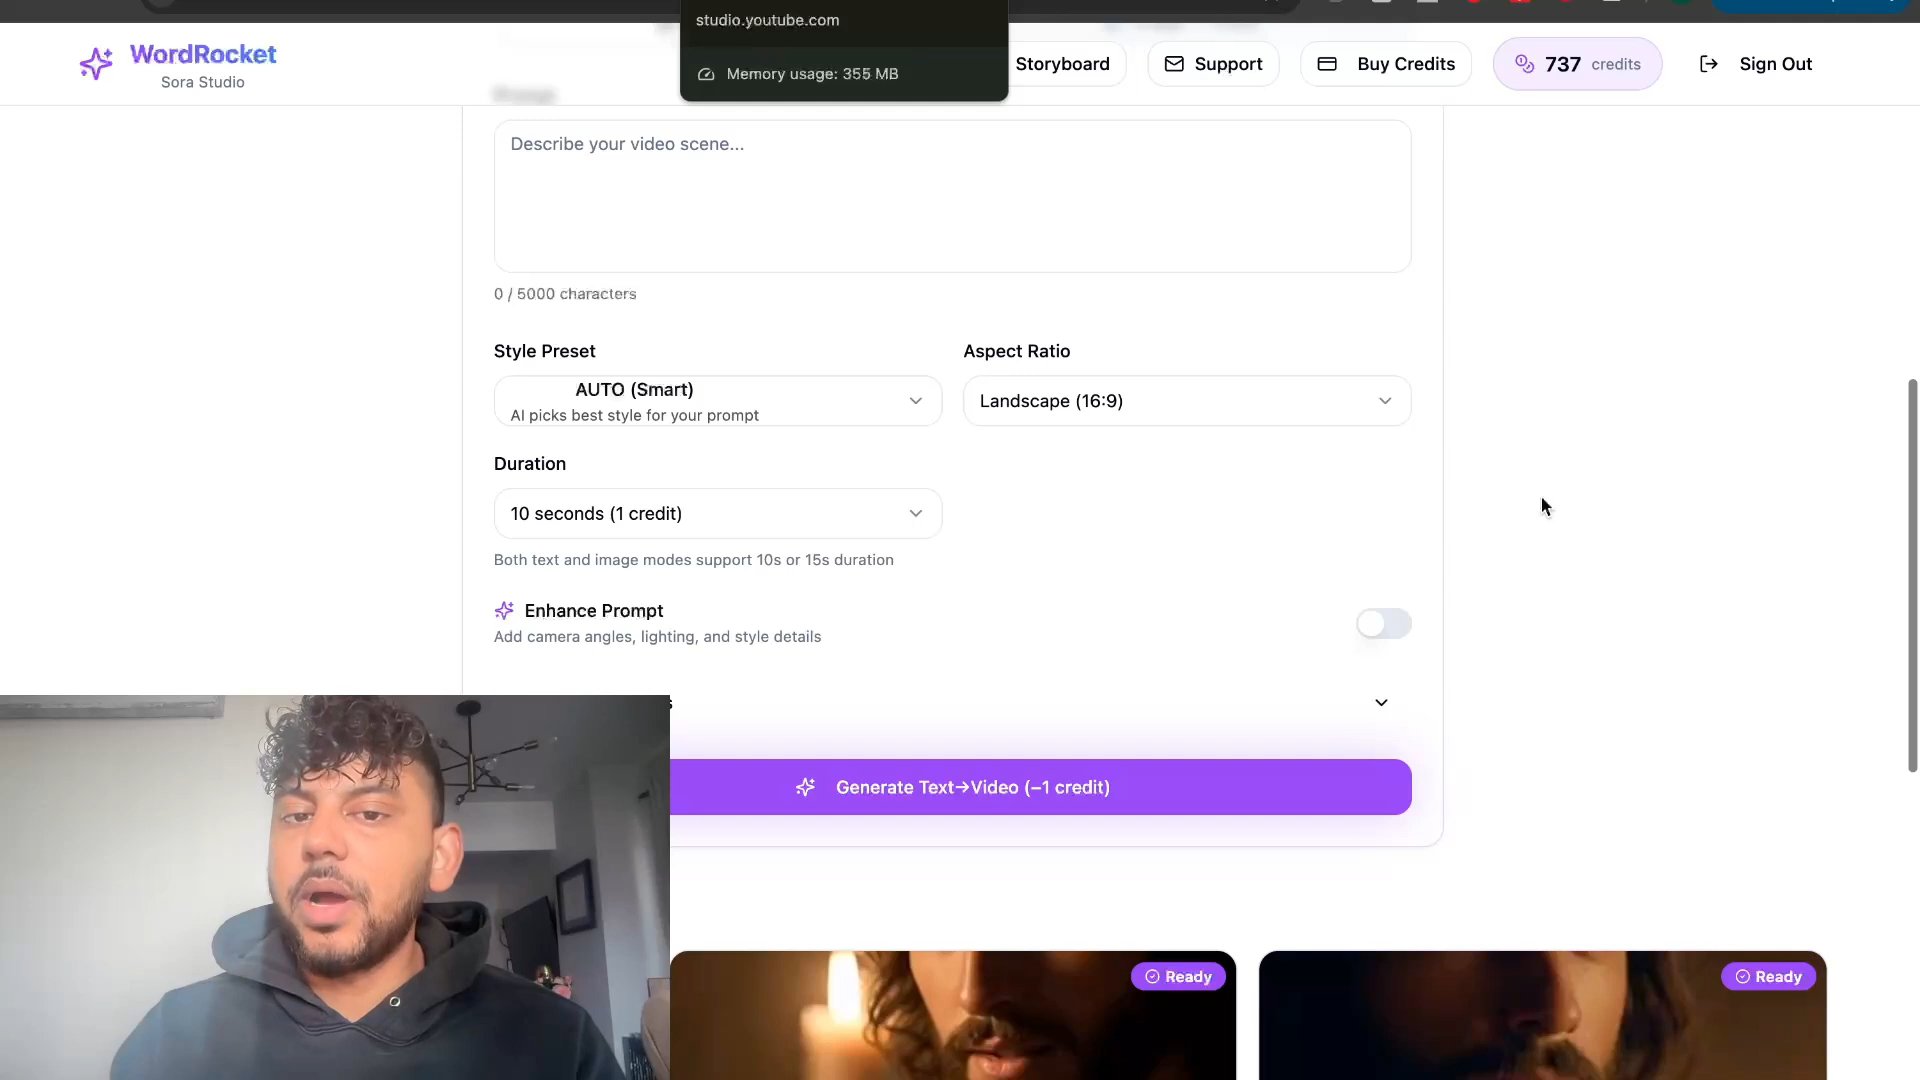 studio.youtube.com
Memory usage: 355 MB
WordRocket
Sora Studio
Storyboard
Support
Buy Credits
737 credits
Sign Out
Prompt
Describe your video scene...
0 / 5000 characters
Style Preset
Aspect Ratio
AUTO (Smart)
AI picks best style for your prompt
Landscape (16:9)
Duration
10 seconds (1 credit)
Both text and image modes support 10s or 15s duration
Enhance Prompt
Add camera angles, lighting, and style details
Generate Text→Video (−1 credit)
Ready
Ready